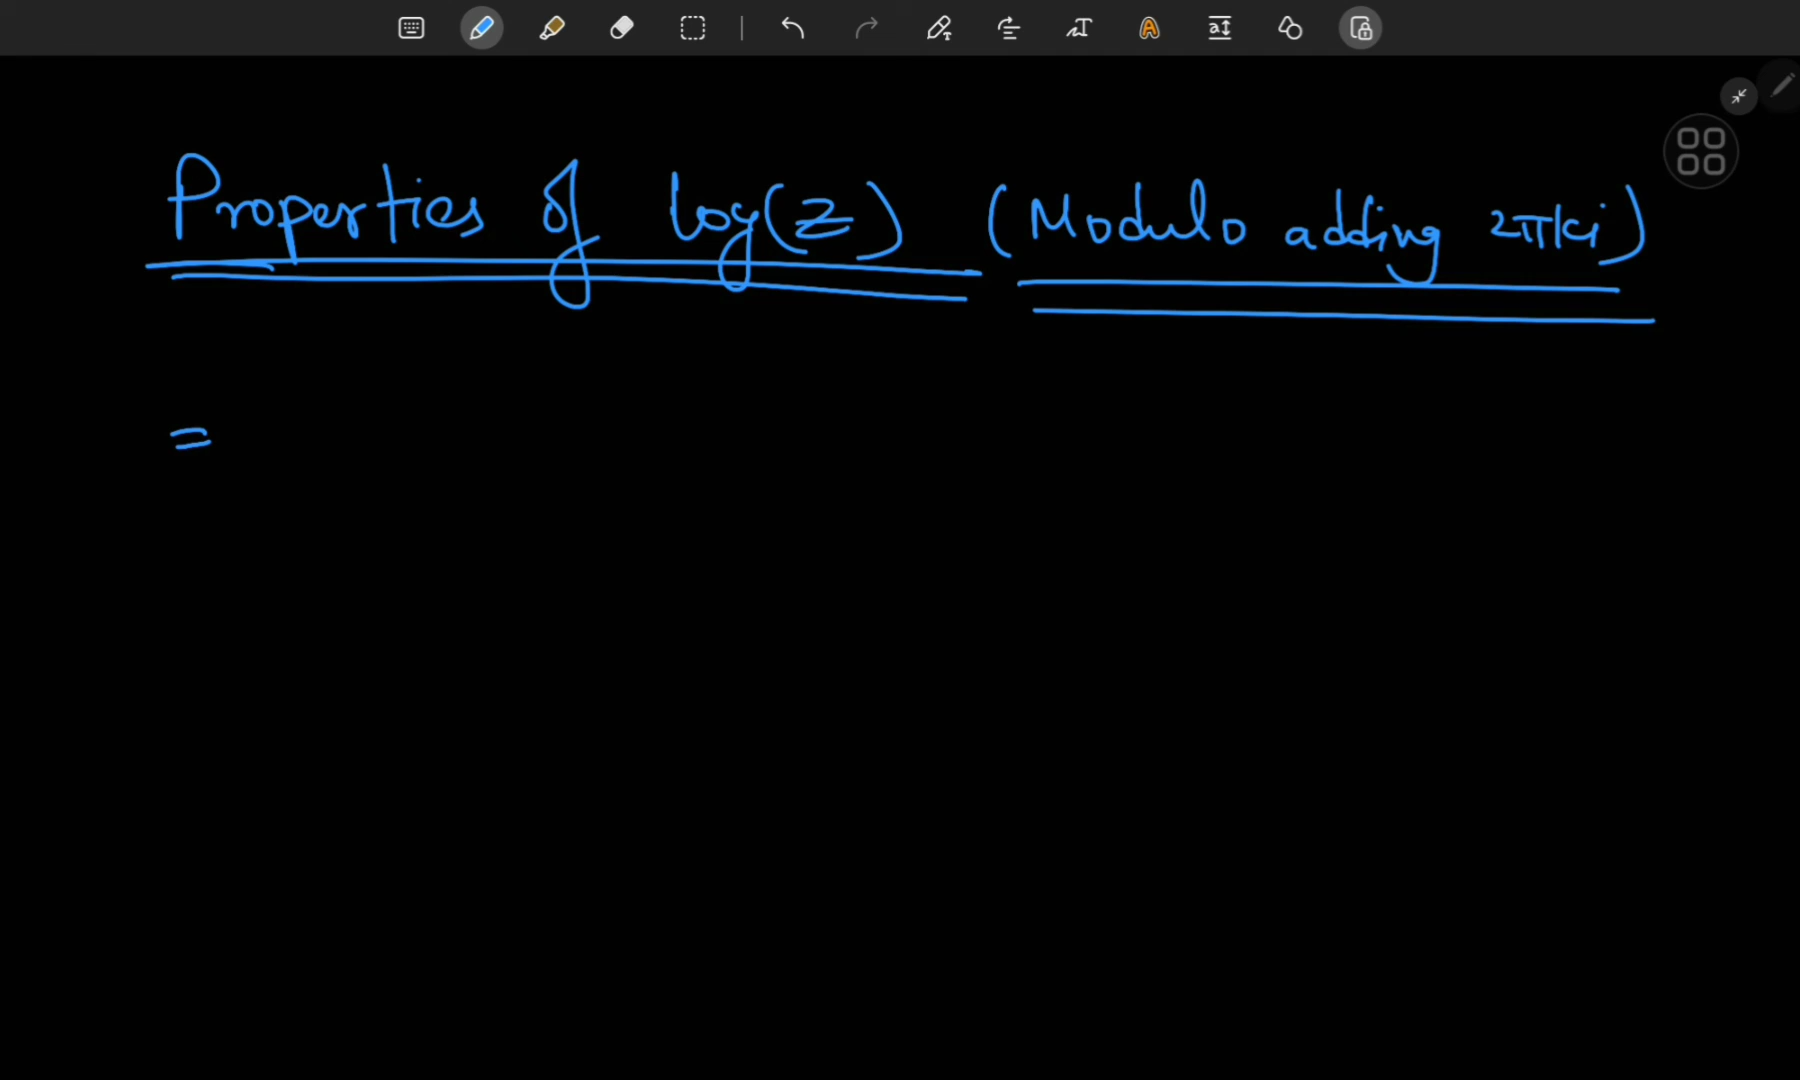 Properties of log(z) (Modulo adding 2πki)
=